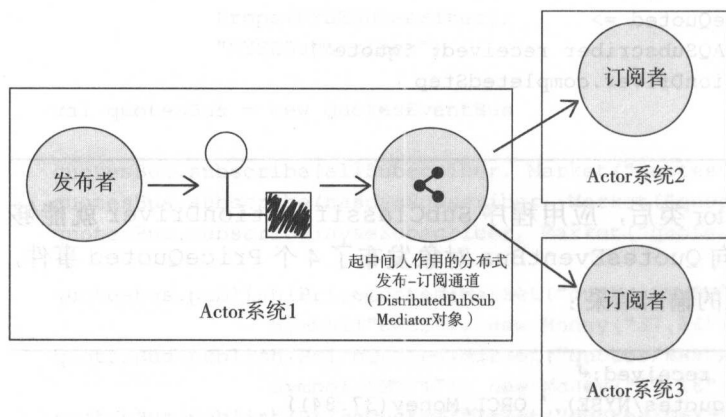 发布者
起中间人作用的分布式
发布-订阅通道
（DistributedPubSub
Mediator对象）
Actor系统1
订阅者
Actor系统2
订阅者
Actor系统3